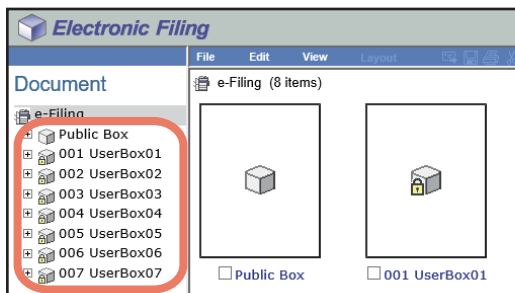 Electronic Filing
File Edit View Layout
Document
e-Filing (8 items)
e-Filing
Public Box
001 UserBox01
002 UserBox02
003 UserBox03
004 UserBox04
005 UserBox05
006 UserBox06
007 UserBox07
Public Box
001 UserBox01